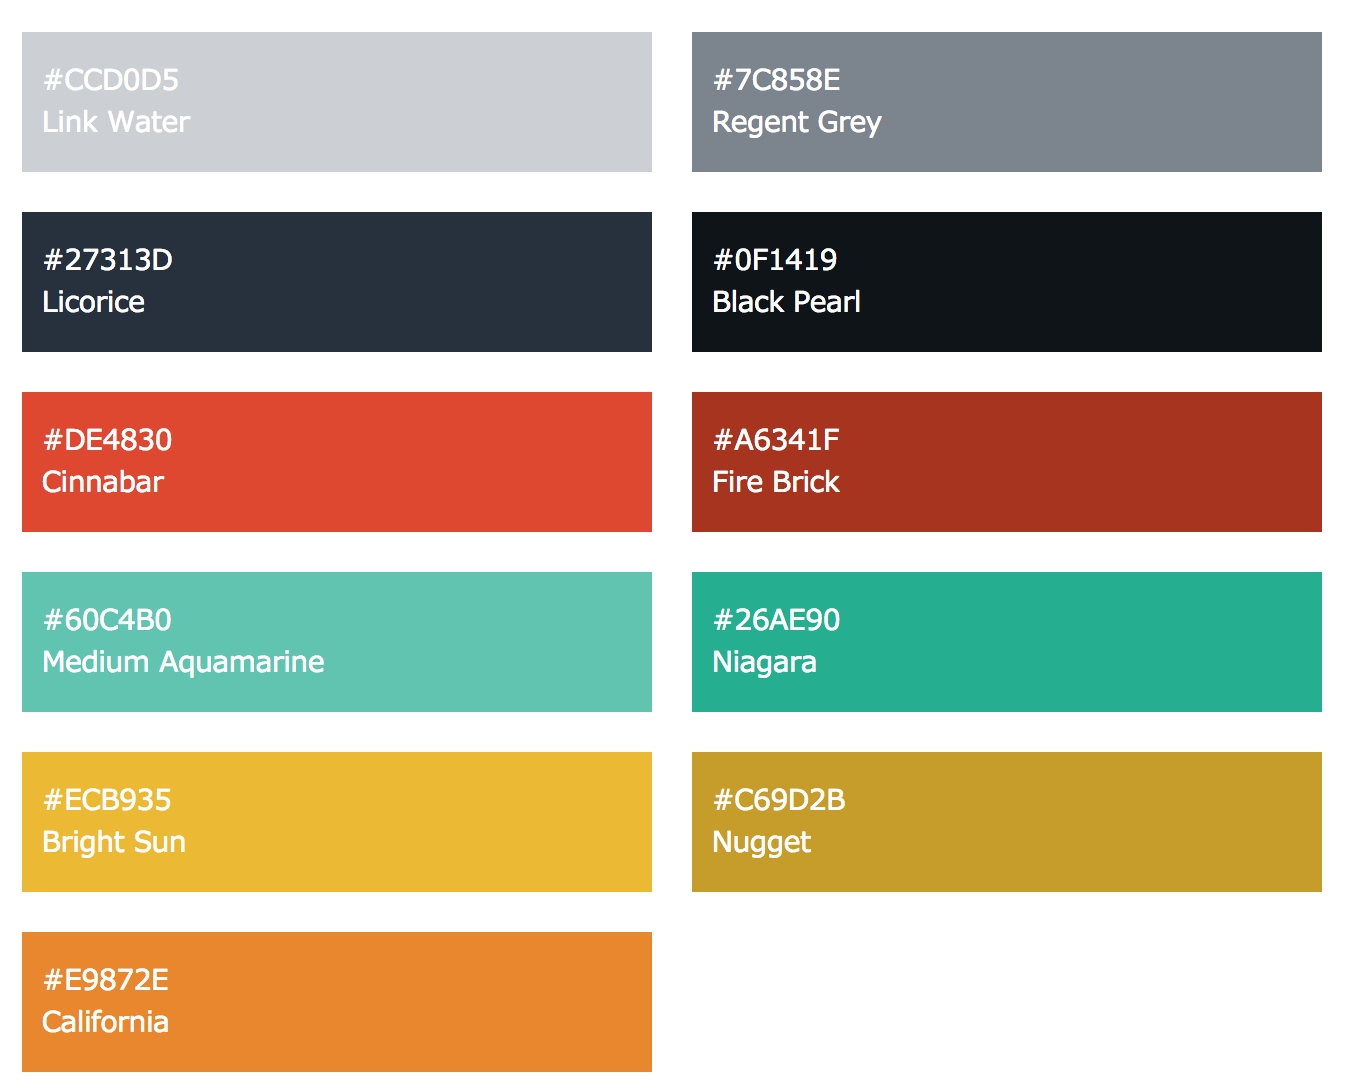 #CCD0D5
Link Water
#7C858E
Regent Grey
#27313D
Licorice
#0F1419
Black Pearl
#DE4830
Cinnabar
#A6341F
Fire Brick
#60C4B0
Medium Aquamarine
#26AE90
Niagara
#ECB935
Bright Sun
#C69D2B
Nugget
#E9872E
California